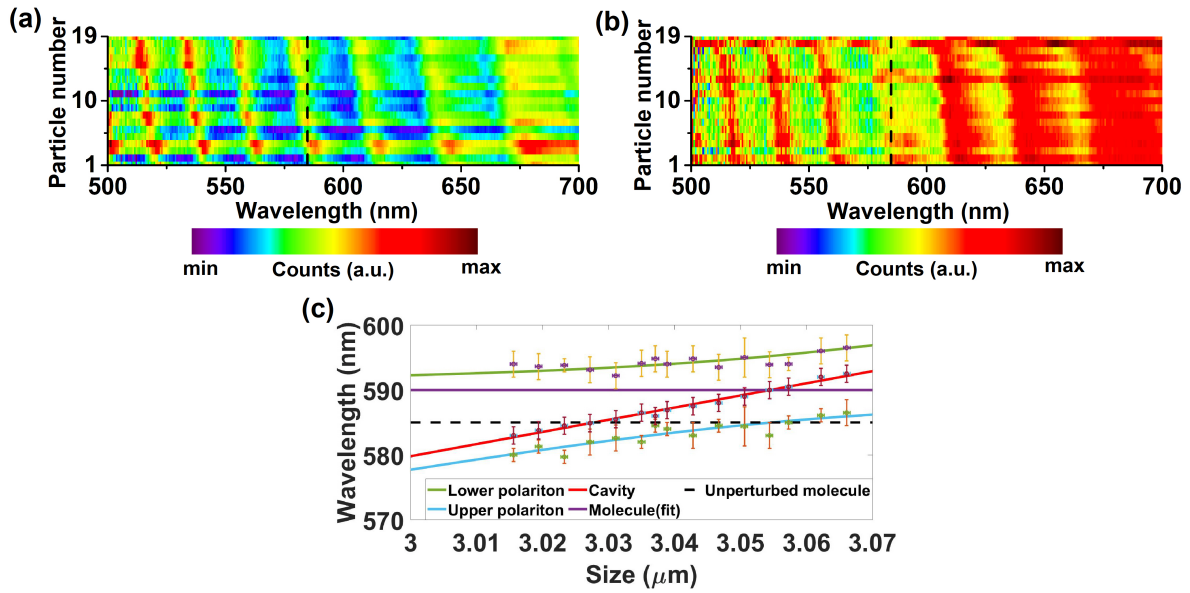 (a)
Particle number
19
10
1
500 550 600 650 700
Wavelength (nm)
min Counts (a.u.) max
(b)
Particle number
19
10
1
500 550 600 650 700
Wavelength (nm)
min Counts (a.u.) max
(c)
Wavelength (nm)
600
590
580
570
Lower polariton Cavity Unperturbed molecule
Upper polariton Molecule(fit)
3 3.01 3.02 3.03 3.04 3.05 3.06 3.07
Size (μm)